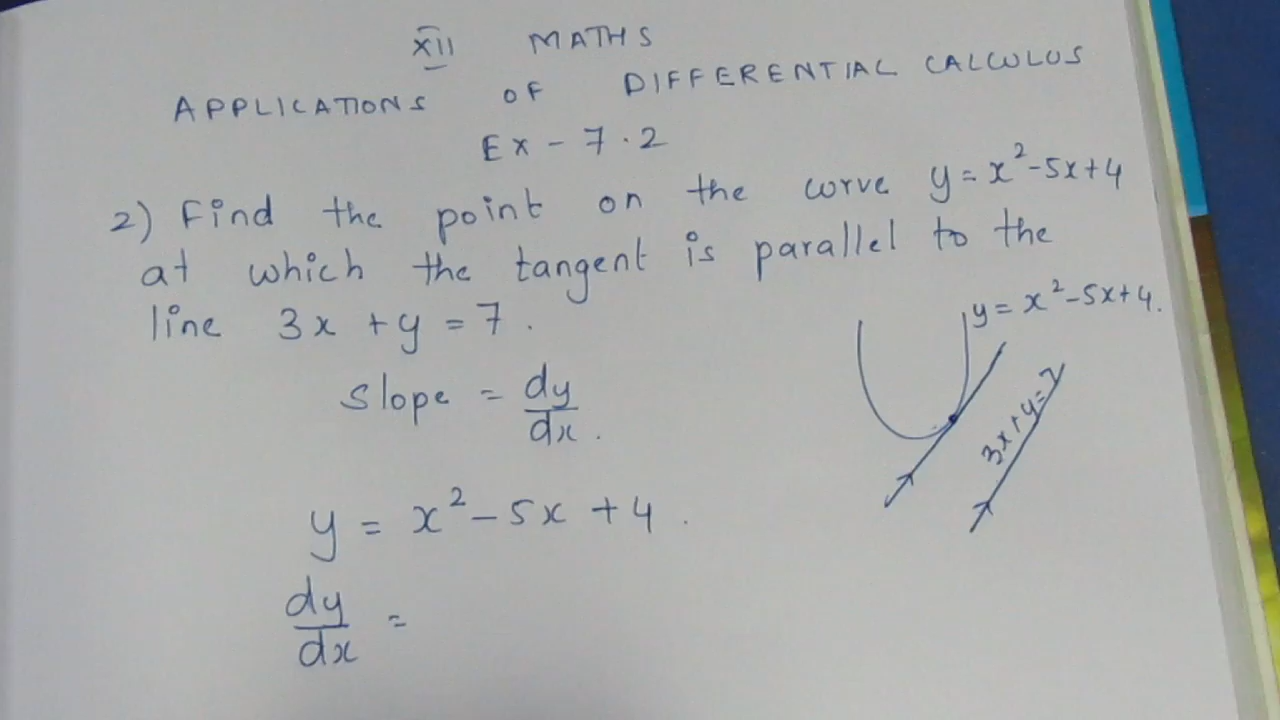 XII MATHS
APPLICATIONS OF DIFFERENTIAL CALCULUS
Ex - 7.2
2) Find the point on the curve y = x² - 5x + 4
at which the tangent is parallel to the
line 3x + y = 7.
y = x² - 5x + 4.
3x + y = 7
Slope = dy/dx.
y = x² - 5x + 4.
dy/dx =